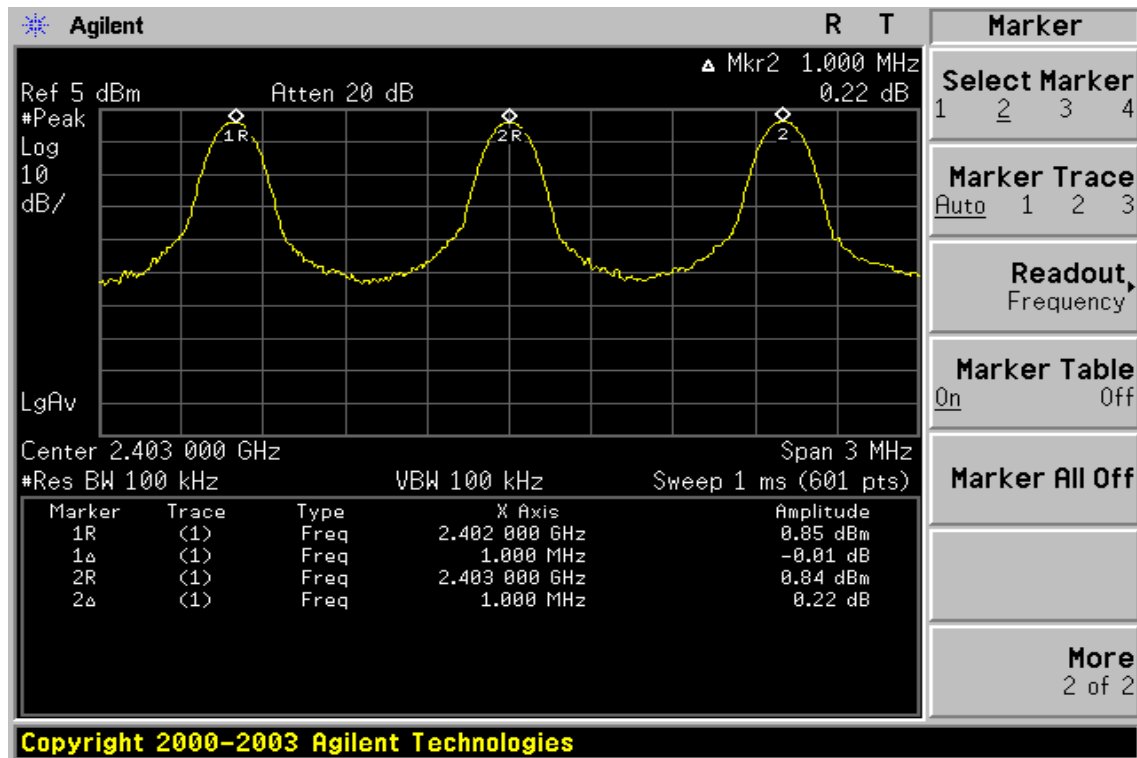 Agilent R T
Δ Mkr2 1.000 MHz
Ref 5 dBm Atten 20 dB 0.22 dB
#Peak
Log
10
dB/
1R 2R 2
LgAv
Center 2.403 000 GHz Span 3 MHz
#Res BW 100 kHz VBW 100 kHz Sweep 1 ms (601 pts)
Marker Trace Type X Axis Amplitude
1R (1) Freq 2.402 000 GHz 0.85 dBm
1Δ (1) Freq 1.000 MHz -0.01 dB
2R (1) Freq 2.403 000 GHz 0.84 dBm
2Δ (1) Freq 1.000 MHz 0.22 dB
Copyright 2000-2003 Agilent Technologies
Marker
Select Marker
1 2 3 4
Marker Trace
Auto 1 2 3
Readout
Frequency
Marker Table
On Off
Marker All Off
More
2 of 2